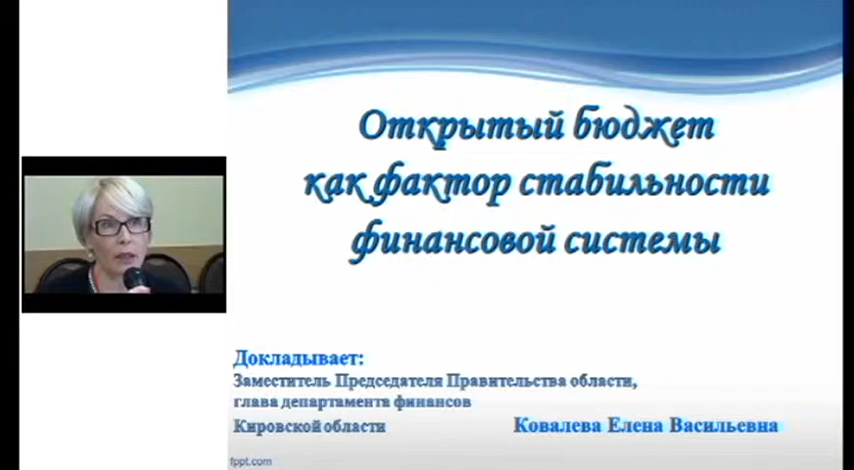 Открытый бюджет
как фактор стабильности
финансовой системы
Докладывает:
Заместитель Председателя Правительства области,
глава департамента финансов
Кировской области
Ковалева Елена Васильевна
fppt.com